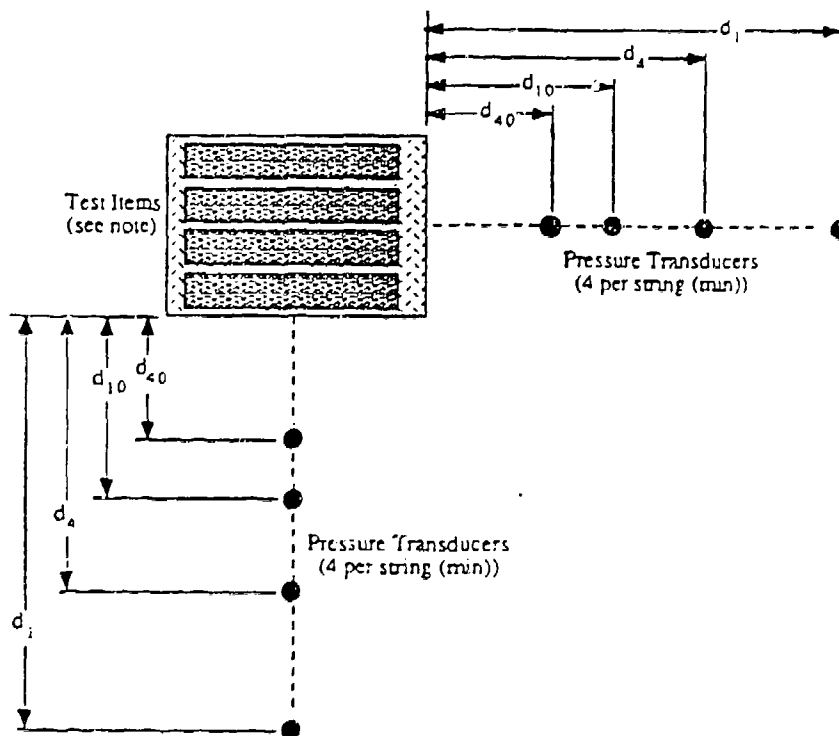 d₁
d₄
d₁₀
d₄₀
Test Items
(see note)
Pressure Transducers
(4 per string (min))
d₄₀
d₁₀
d₄
Pressure Transducers
(4 per string (min))
d₁